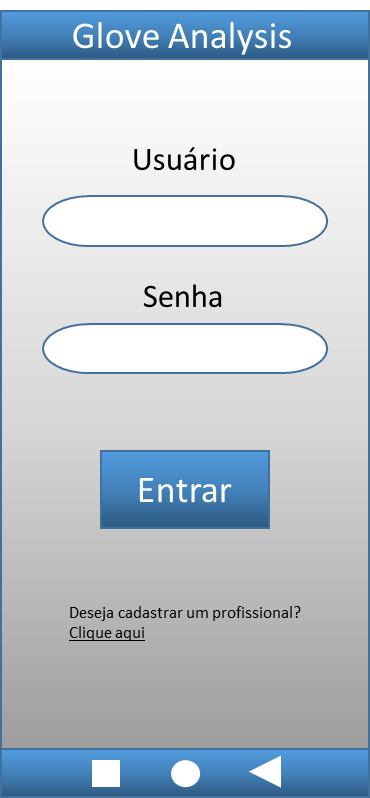 Glove Analysis
Usuário
Senha
Entrar
Deseja cadastrar um profissional?
Clique aqui